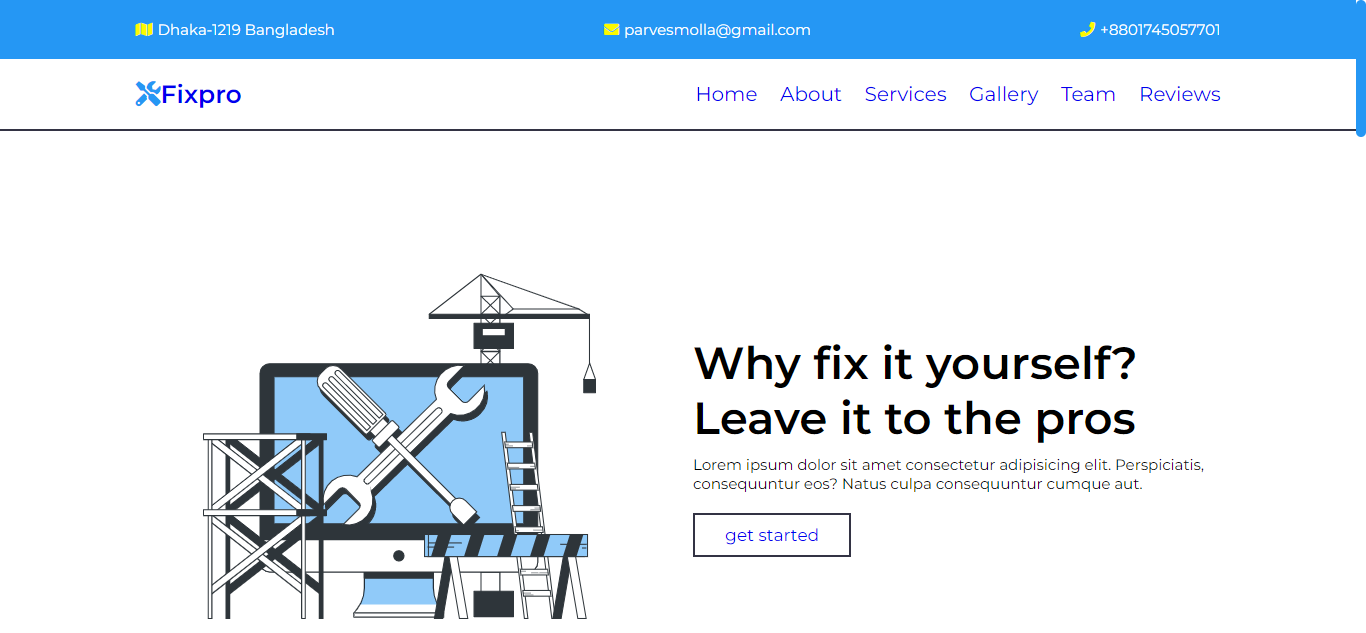 Dhaka-1219 Bangladesh
parvesmolla@gmail.com
+8801745057701
Fixpro
Home About Services Gallery Team Reviews
Why fix it yourself?
Leave it to the pros
Lorem ipsum dolor sit amet consectetur adipisicing elit. Perspiciatis,
consequuntur eos? Natus culpa consequuntur cumque aut.
get started